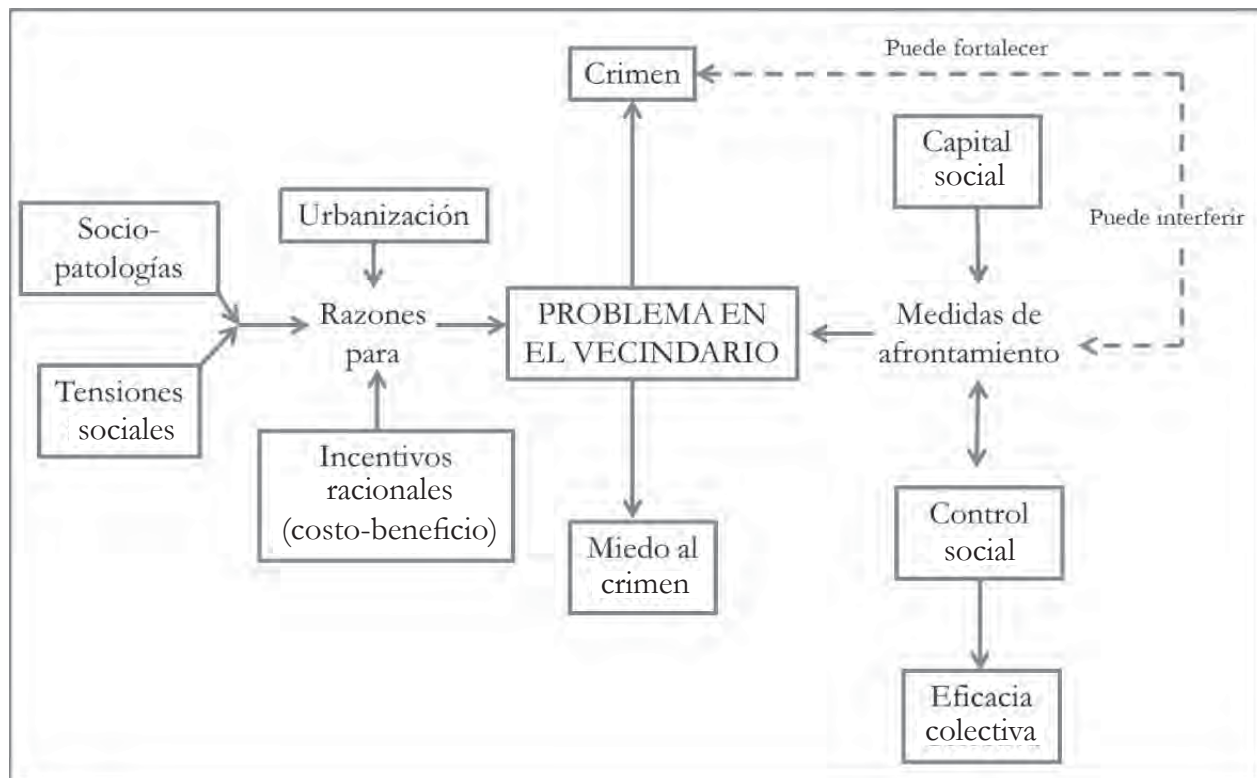 Puede fortalecer
Crimen
Capital
social
Puede interferir
Urbanización
Socio-
patologías
Razones
para
PROBLEMA EN
EL VECINDARIO
Medidas de
afrontamiento
Tensiones
sociales
Incentivos
racionales
(costo-beneficio)
Miedo al
crimen
Control
social
Eficacia
colectiva